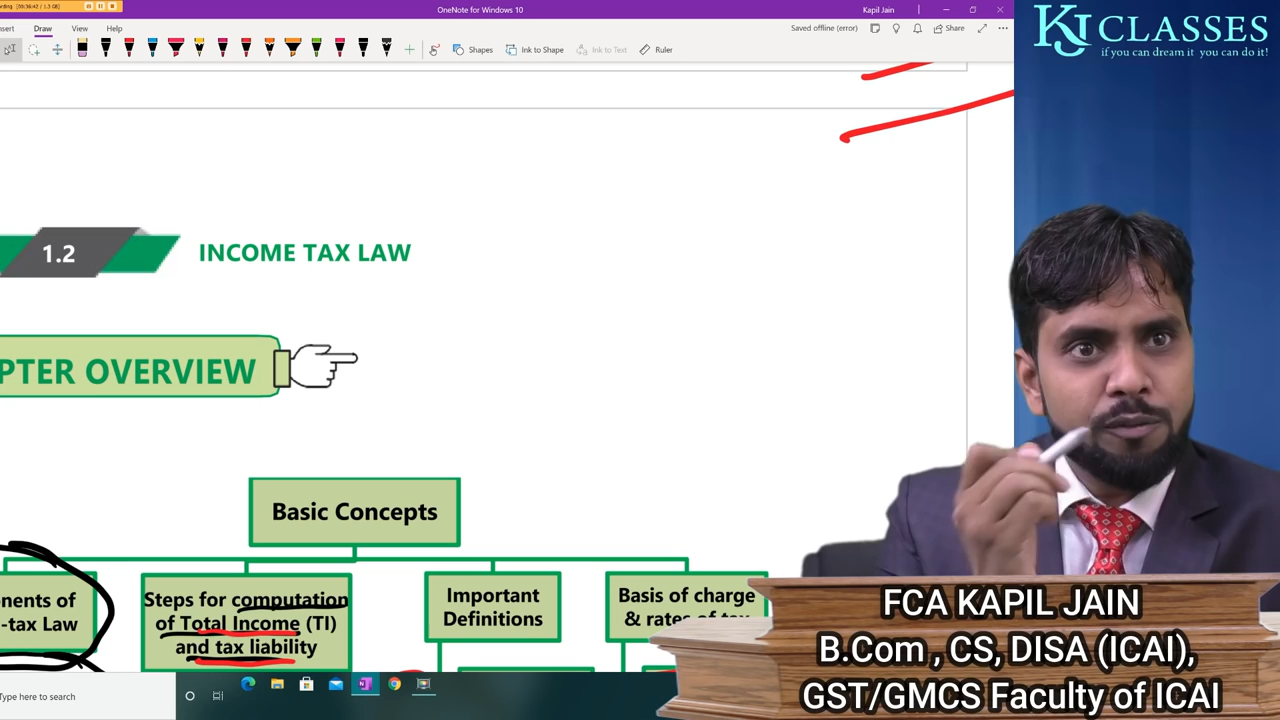 OneNote for Windows 10
Kapil Jain
Draw
View
Help
Saved offline (error)
Share
Shapes
Ink to Shape
Ink to Text
Ruler
KJ CLASSES
if you can dream it you can do it!
1.2
INCOME TAX LAW
PTER OVERVIEW
Basic Concepts
nents of
-tax Law
Steps for computation
of Total Income (TI)
and tax liability
Important
Definitions
Basis of charge
& rates of tax
FCA KAPIL JAIN
B.Com , CS, DISA (ICAI),
GST/GMCS Faculty of ICAI
Type here to search